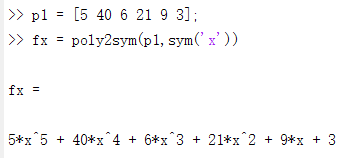 >> p1 = [5 40 6 21 9 3];
>> fx = poly2sym(p1,sym('x'))
fx =
5*x^5 + 40*x^4 + 6*x^3 + 21*x^2 + 9*x + 3